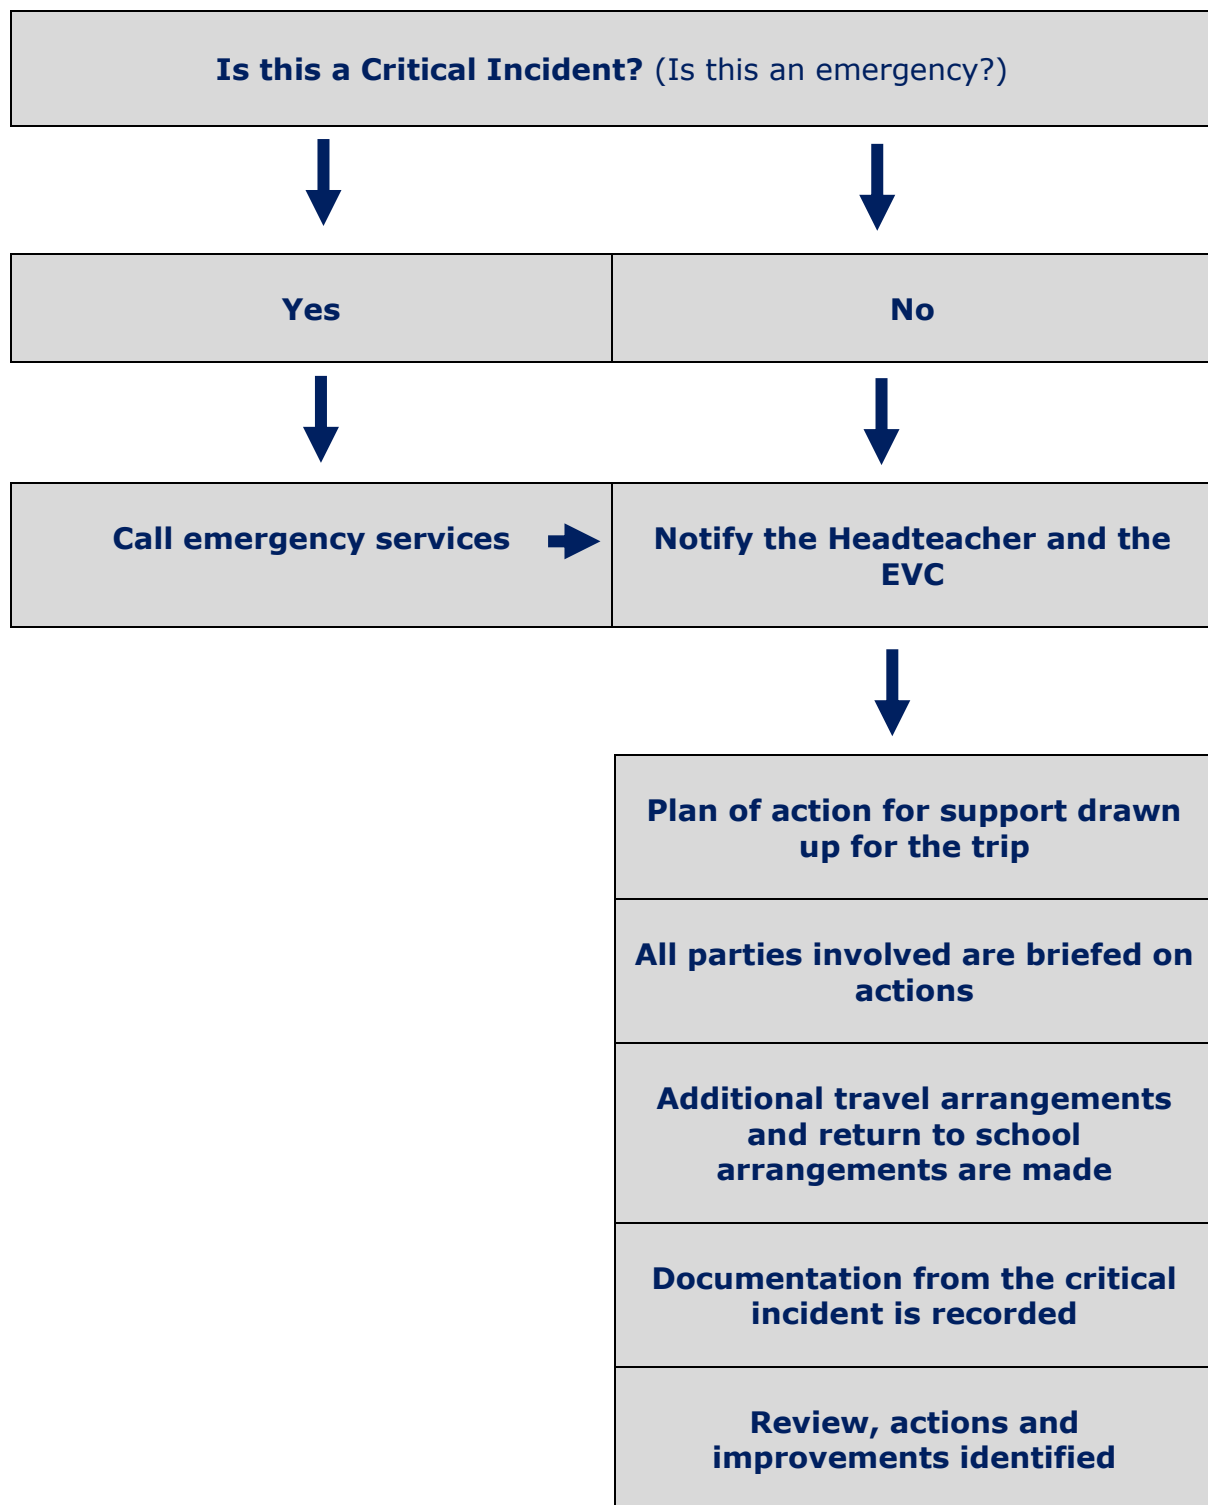 Is this a Critical Incident? (Is this an emergency?)
Yes
No
Call emergency services
Notify the Headteacher and the
EVC
Plan of action for support drawn
up for the trip
All parties involved are briefed on
actions
Additional travel arrangements
and return to school
arrangements are made
Documentation from the critical
incident is recorded
Review, actions and
improvements identified